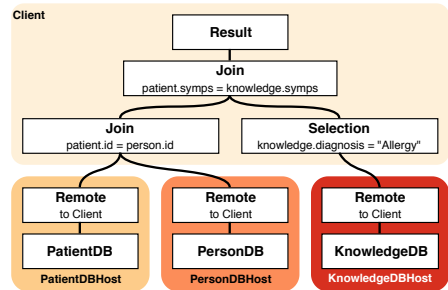 Client
Result
Join
patient.symps = knowledge.symps
Join
patient.id = person.id
Selection
knowledge.diagnosis = "Allergy"
Remote
to Client
Remote
to Client
Remote
to Client
PatientDB
PersonDB
KnowledgeDB
PatientDBHost
PersonDBHost
KnowledgeDBHost